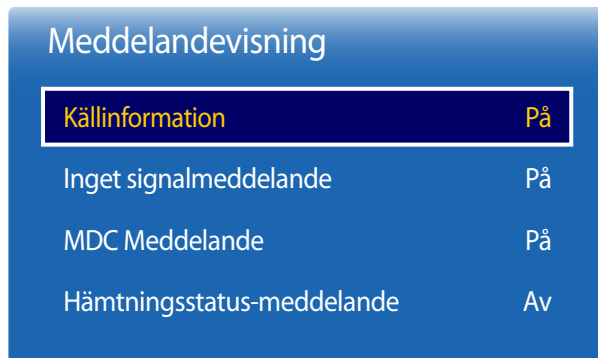 Meddelandevisning
Källinformation På
Inget signalmeddelande På
MDC Meddelande På
Hämtningsstatus-meddelande Av